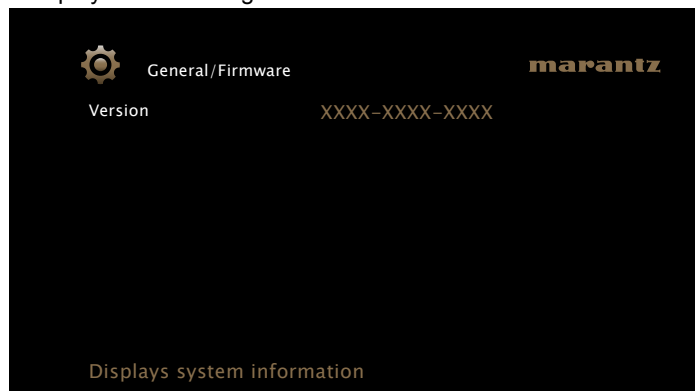 General/Firmware
marantz
Version
XXXX-XXXX-XXXX
Displays system information